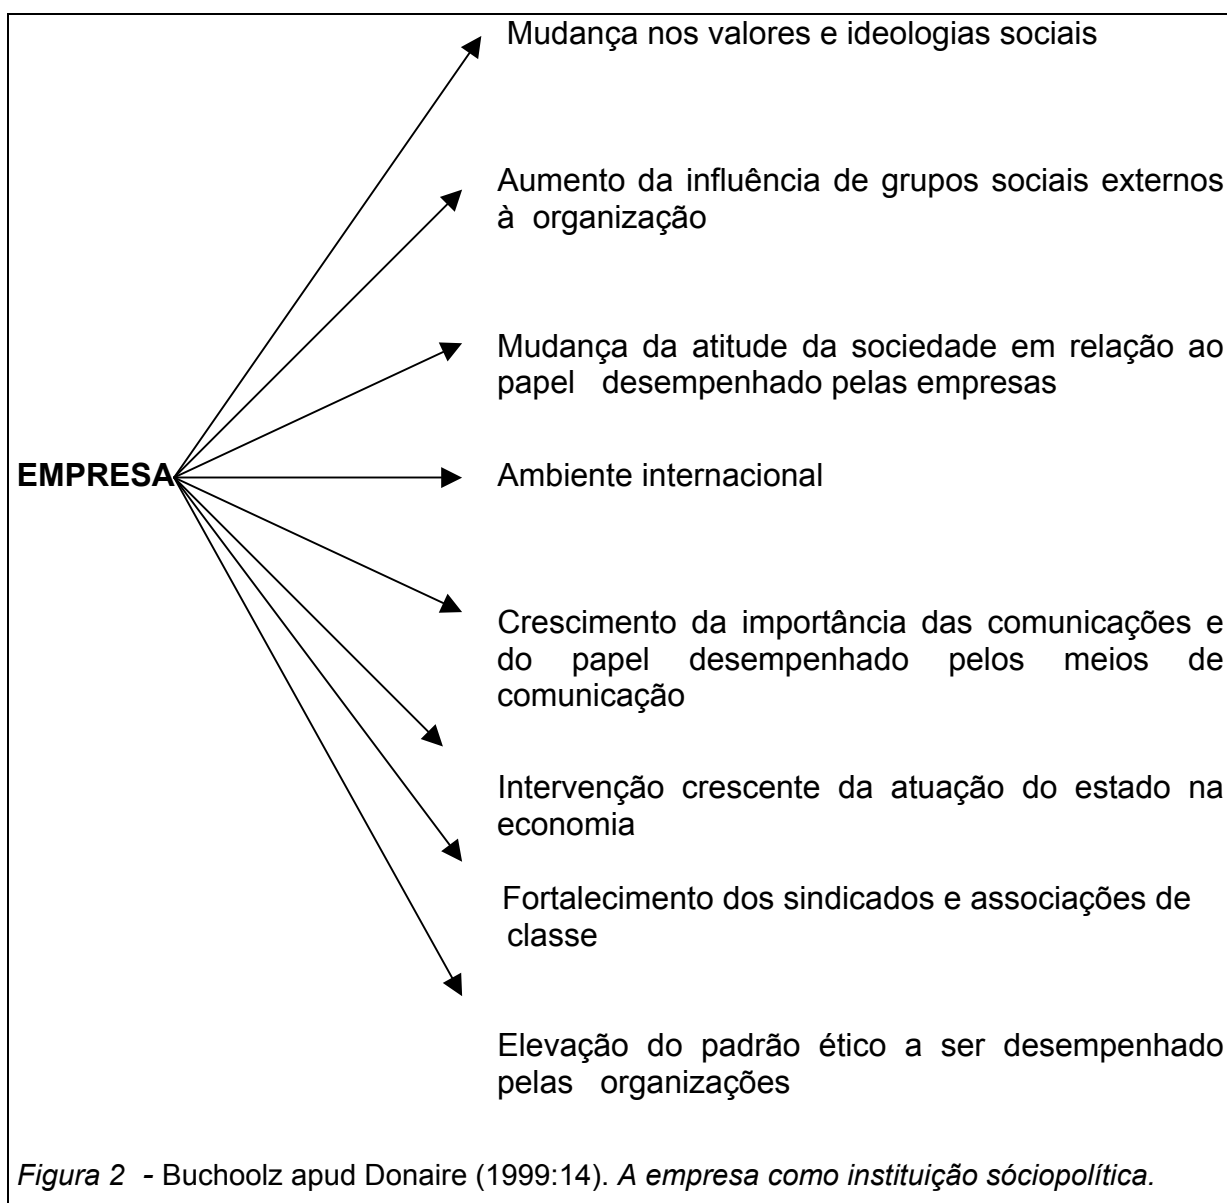 Mudança nos valores e ideologias sociais
Aumento da influência de grupos sociais externos
à organização
Mudança da atitude da sociedade em relação ao
papel desempenhado pelas empresas
EMPRESA
Ambiente internacional
Crescimento da importância das comunicações e
do papel desempenhado pelos meios de
comunicação
Intervenção crescente da atuação do estado na
economia
Fortalecimento dos sindicados e associações de
classe
Elevação do padrão ético a ser desempenhado
pelas organizações
Figura 2 - Buchoolz apud Donaire (1999:14). A empresa como instituição sóciopolítica.